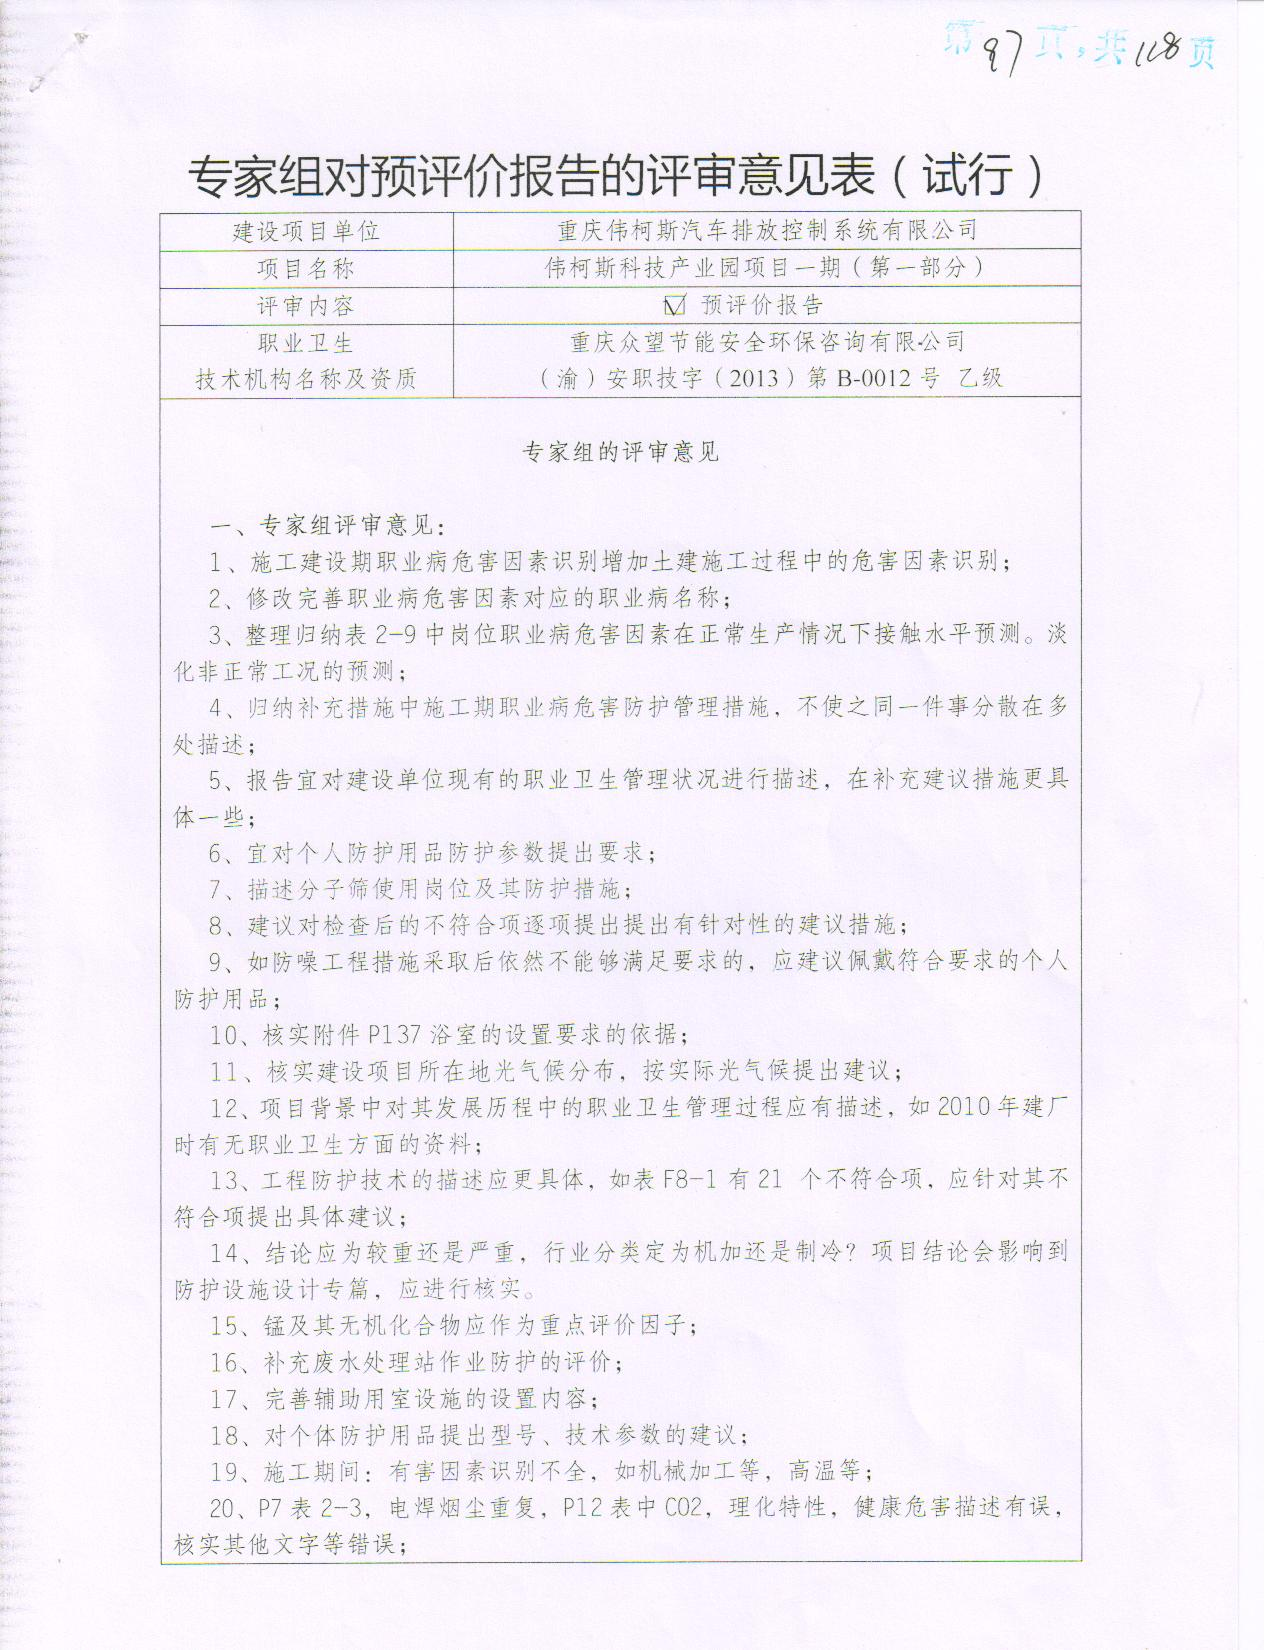 第97页,共118页
专家组对预评价报告的评审意见表（试行）
建设项目单位 重庆伟柯斯汽车排放控制系统有限公司
项目名称 伟柯斯科技产业园项目一期（第一部分）
评审内容 ☑ 预评价报告
职业卫生 重庆众望节能安全环保咨询有限公司
技术机构名称及资质 （渝）安职技字（2013）第 B-0012 号 乙级
专家组的评审意见
一、专家组评审意见：
1、施工建设期职业病危害因素识别增加土建施工过程中的危害因素识别；
2、修改完善职业病危害因素对应的职业病名称；
3、整理归纳表 2-9 中岗位职业病危害因素在正常生产情况下接触水平预测。淡
化非正常工况的预测；
4、归纳补充措施中施工期职业病危害防护管理措施，不使之同一件事分散在多
处描述；
5、报告宜对建设单位现有的职业卫生管理状况进行描述，在补充建议措施更具
体一些；
6、宜对个人防护用品防护参数提出要求；
7、描述分子筛使用岗位及其防护措施；
8、建议对检查后的不符合项逐项提出提出有针对性的建议措施；
9、如防噪工程措施采取后依然不能够满足要求的，应建议佩戴符合要求的个人
防护用品；
10、核实附件 P137 浴室的设置要求的依据；
11、核实建设项目所在地光气候分布，按实际光气候提出建议；
12、项目背景中对其发展历程中的职业卫生管理过程应有描述，如 2010 年建厂
时有无职业卫生方面的资料；
13、工程防护技术的描述应更具体，如表 F8-1 有 21 个不符合项，应针对其不
符合项提出具体建议；
14、结论应为较重还是严重，行业分类定为机加还是制冷？项目结论会影响到
防护设施设计专篇，应进行核实。
15、锰及其无机化合物应作为重点评价因子；
16、补充废水处理站作业防护的评价；
17、完善辅助用室设施的设置内容；
18、对个体防护用品提出型号、技术参数的建议；
19、施工期间：有害因素识别不全，如机械加工等，高温等；
20、P7 表 2-3，电焊烟尘重复，P12 表中 CO2，理化特性，健康危害描述有误，
核实其他文字等错误；